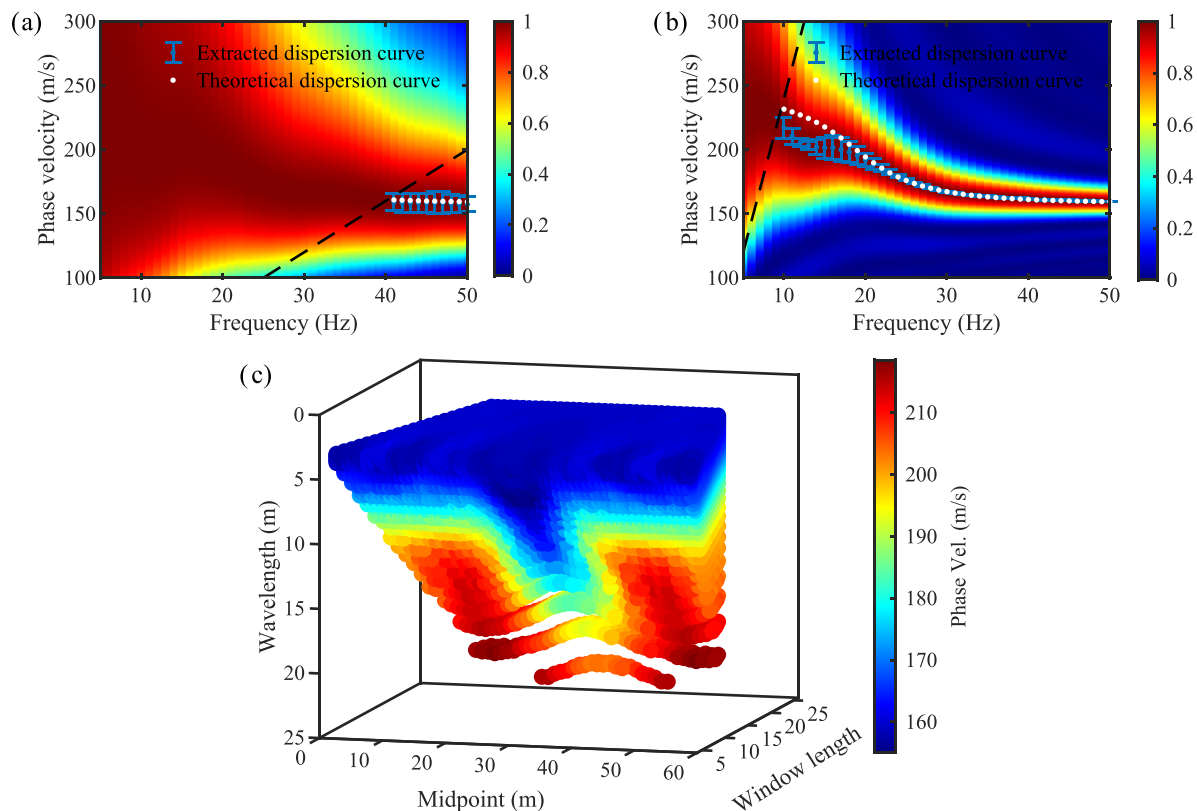 (a)
300
250
200
150
100
Phase velocity (m/s)
Extracted dispersion curve
Theoretical dispersion curve
10 20 30 40 50
Frequency (Hz)
1
0.8
0.6
0.4
0.2
0
(b)
300
250
200
150
100
Phase velocity (m/s)
Extracted dispersion curve
Theoretical dispersion curve
10 20 30 40 50
Frequency (Hz)
1
0.8
0.6
0.4
0.2
0
(c)
0
5
10
15
20
25
Wavelength (m)
0 10 20 30 40 50 60
Midpoint (m)
5 10 15 20 25
Window length
210
200
190
180
170
160
Phase Vel. (m/s)